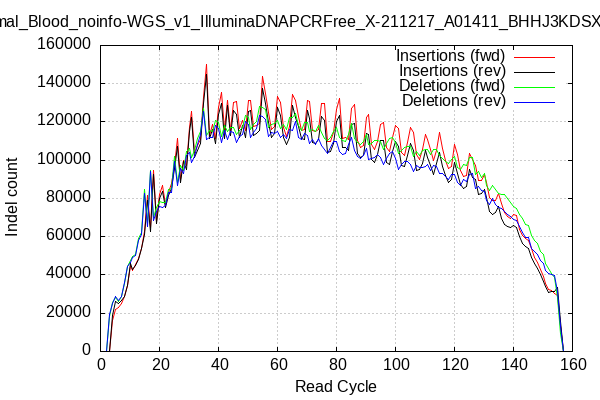 mal_Blood_noinfo-WGS_v1_IlluminaDNAPCRFree_X-211217_A01411_BHHJ3KDSX
Insertions (fwd)
Insertions (rev)
Deletions (fwd)
Deletions (rev)
160000
140000
120000
100000
80000
60000
40000
20000
0
Indel count
0 20 40 60 80 100 120 140 160
Read Cycle